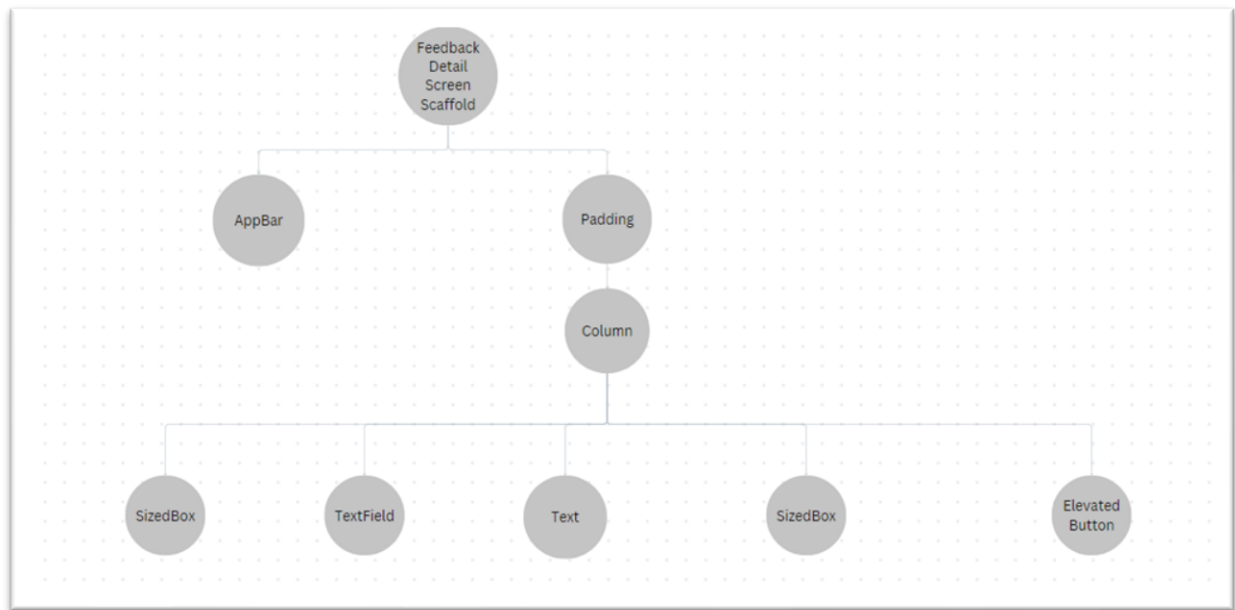 Feedback
Detail
Screen
Scaffold
AppBar
Padding
Column
SizedBox
TextField
Text
SizedBox
Elevated
Button